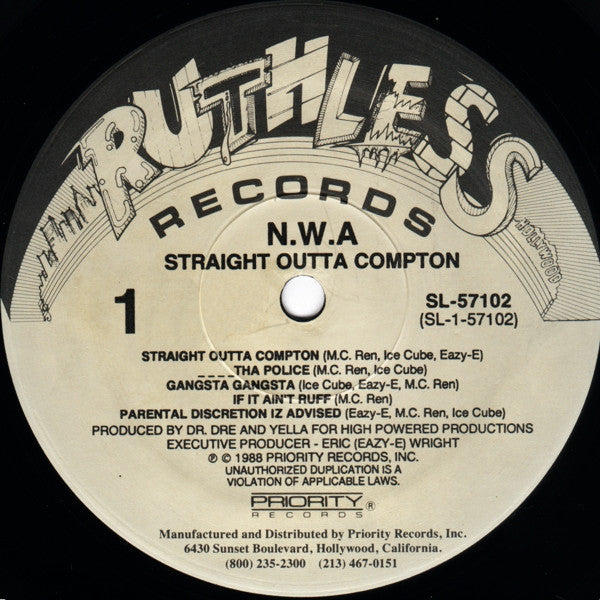 RUTHLESS
RECORDS
HOLLYWOOD
N.W.A
STRAIGHT OUTTA COMPTON
1
SL-57102
(SL-1-57102)
STRAIGHT OUTTA COMPTON (M.C. Ren, Ice Cube, Eazy-E)
____THA POLICE (M.C. Ren, Ice Cube)
GANGSTA GANGSTA (Ice Cube, Eazy-E, M.C. Ren)
IF IT AIN'T RUFF (M.C. Ren)
PARENTAL DISCRETION IZ ADVISED (Eazy-E, M.C. Ren, Ice Cube)
PRODUCED BY DR. DRE AND YELLA FOR HIGH POWERED PRODUCTIONS
EXECUTIVE PRODUCER - ERIC (EAZY-E) WRIGHT
℗ © 1988 PRIORITY RECORDS, INC.
UNAUTHORIZED DUPLICATION IS A
VIOLATION OF APPLICABLE LAWS.
PRIORITY ®
RECORDS
Manufactured and Distributed by Priority Records, Inc.
6430 Sunset Boulevard, Hollywood, California.
(800) 235-2300 (213) 467-0151